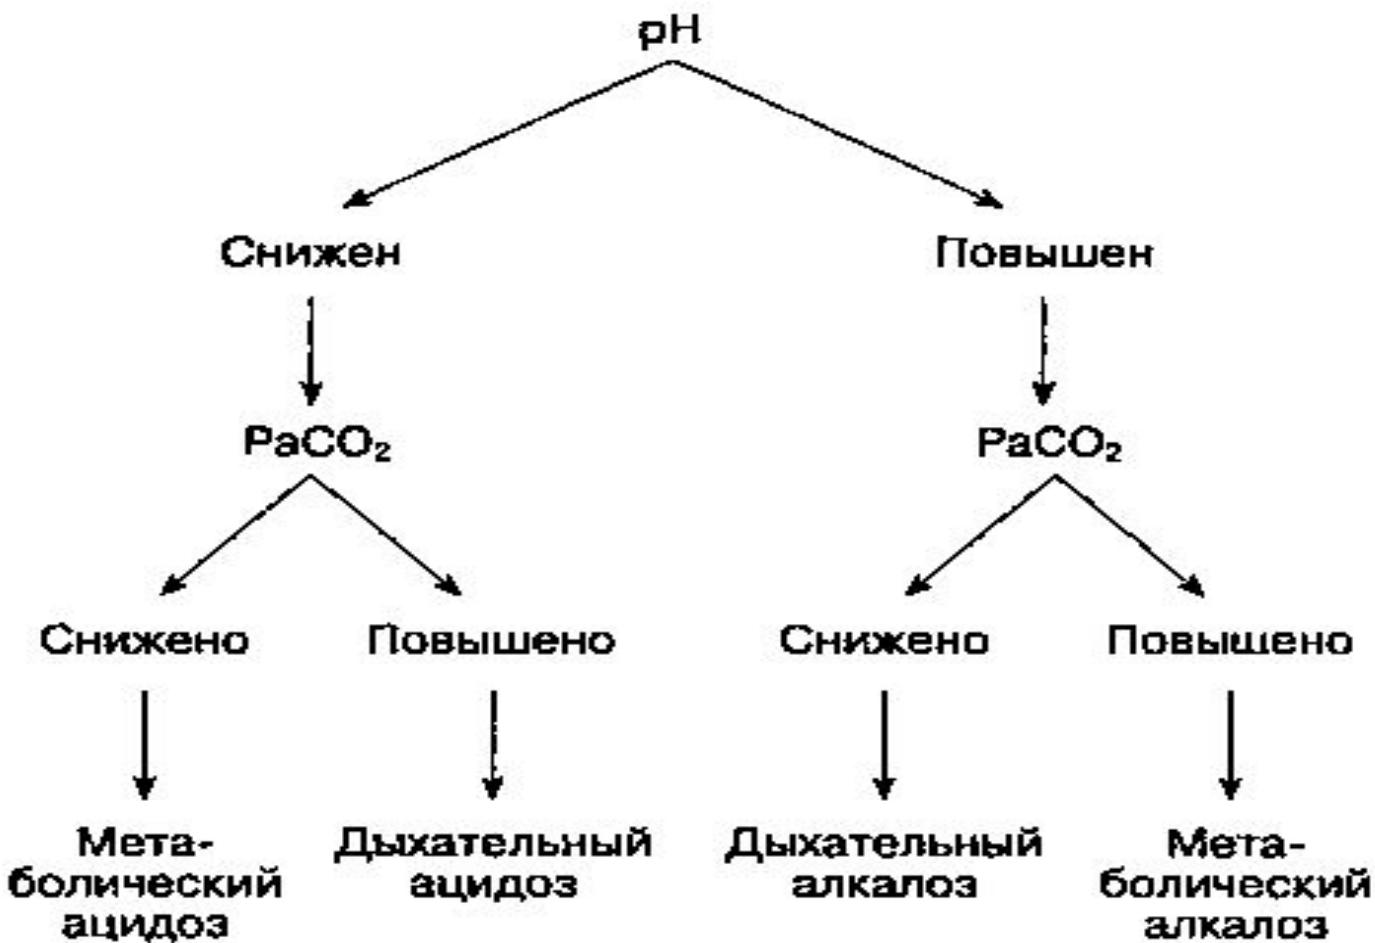 pH
Снижен
Повышен
PaCO₂
PaCO₂
Снижено
Повышено
Снижено
Повышено
Мета-
болический
ацидоз
Дыхательный
ацидоз
Дыхательный
алкалоз
Мета-
болический
алкалоз